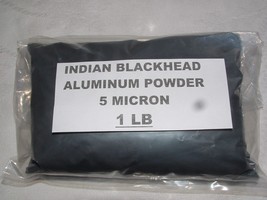 INDIAN BLACKHEAD
ALUMINUM POWDER
5 MICRON
1 LB